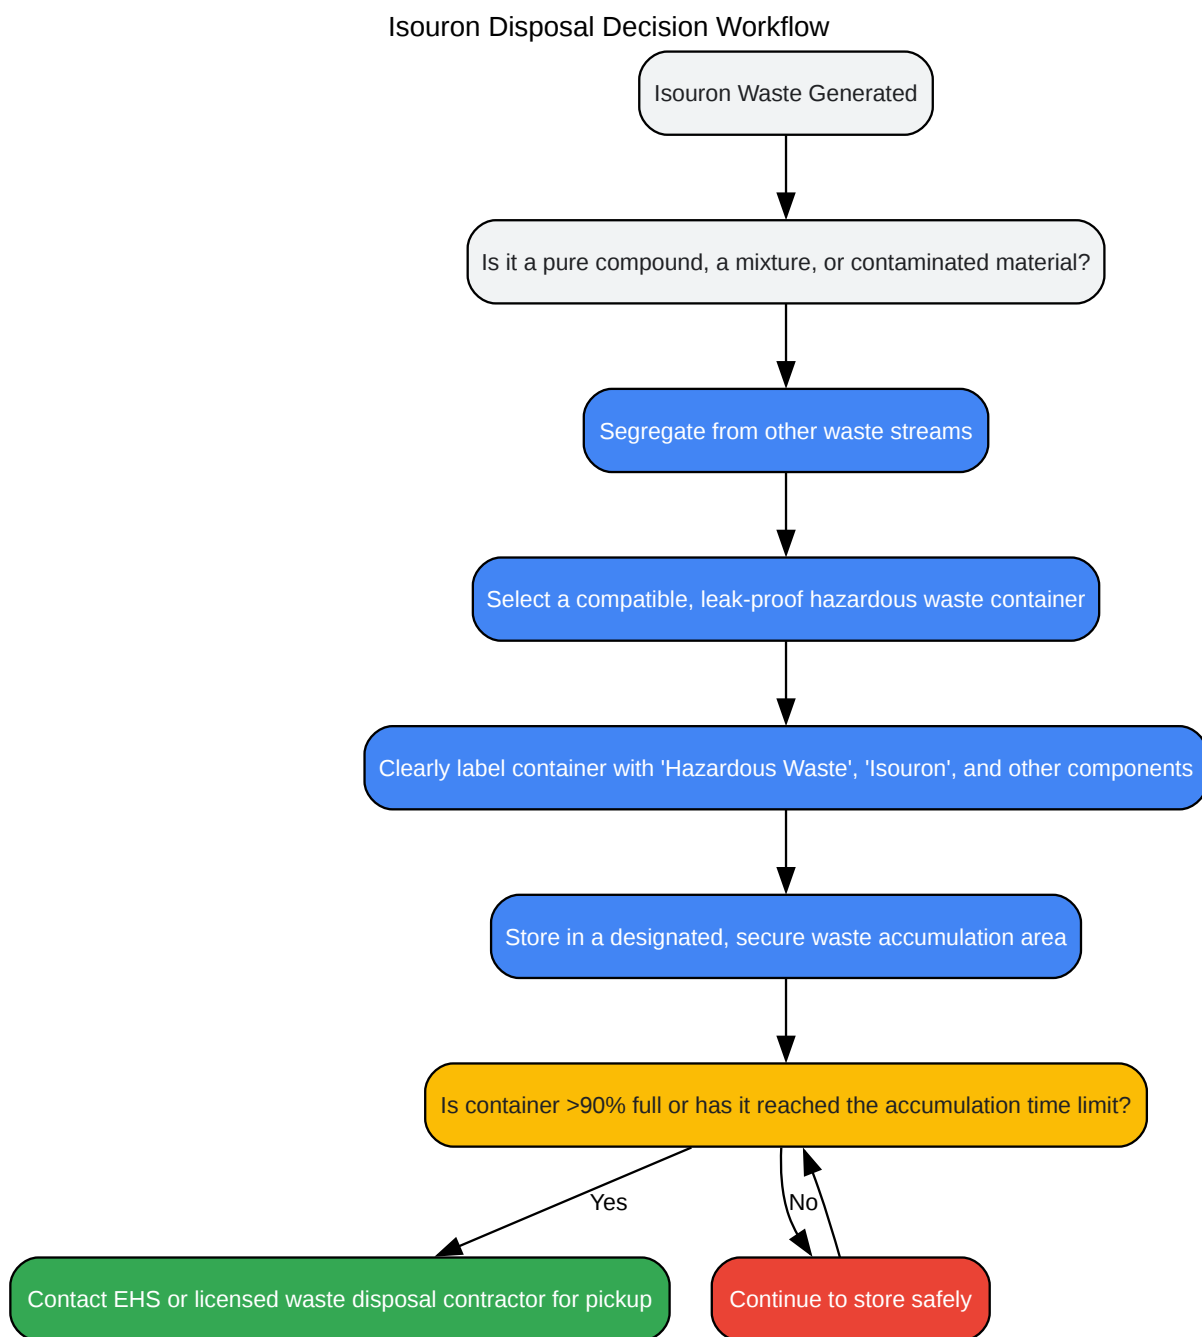 Isouron Disposal Decision Workflow
Isouron Waste Generated
Is it a pure compound, a mixture, or contaminated material?
Segregate from other waste streams
Select a compatible, leak-proof hazardous waste container
Clearly label container with 'Hazardous Waste', 'Isouron', and other components
Store in a designated, secure waste accumulation area
Is container >90% full or has it reached the accumulation time limit?
Yes
No
Contact EHS or licensed waste disposal contractor for pickup
Continue to store safely